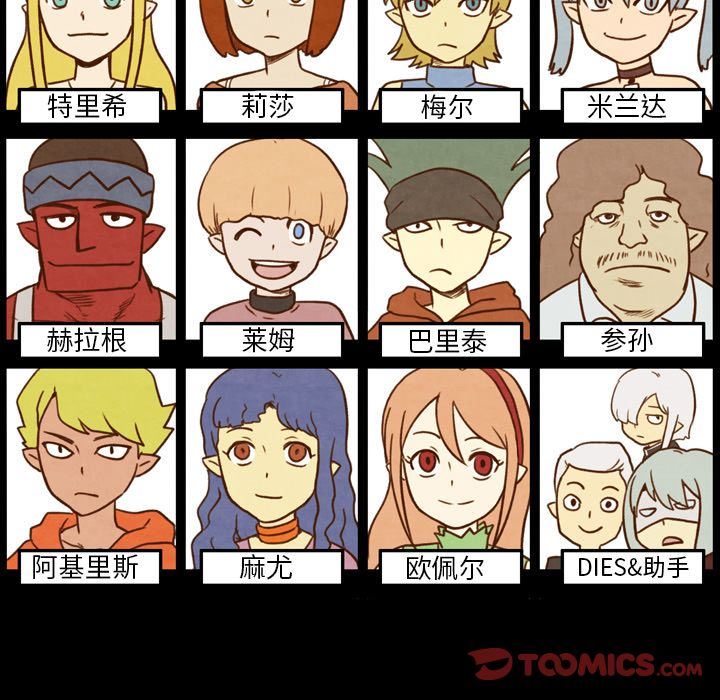 特里希
莉莎
梅尔
米兰达
赫拉根
莱姆
巴里泰
参孙
阿基里斯
麻尤
欧佩尔
DIES&助手
TOOMICS.COM